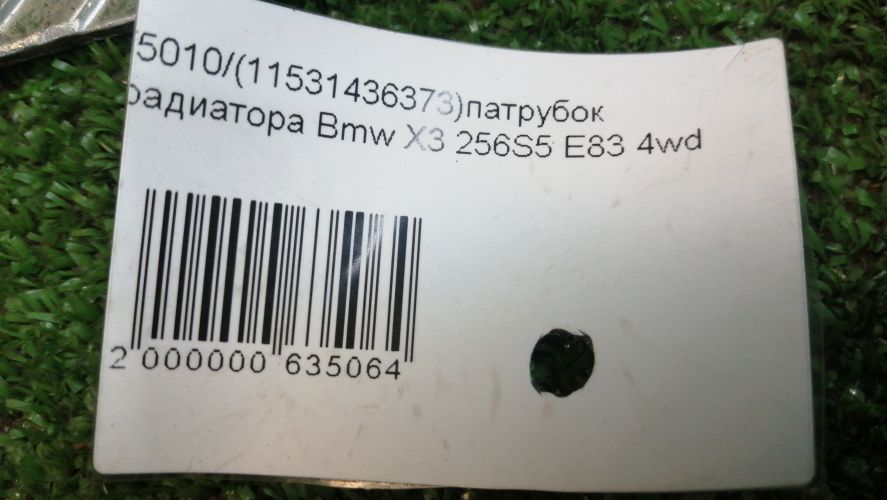 5010/(11531436373)патрубок
радиатора Bmw X3 256S5 E83 4wd
2 000000 635064